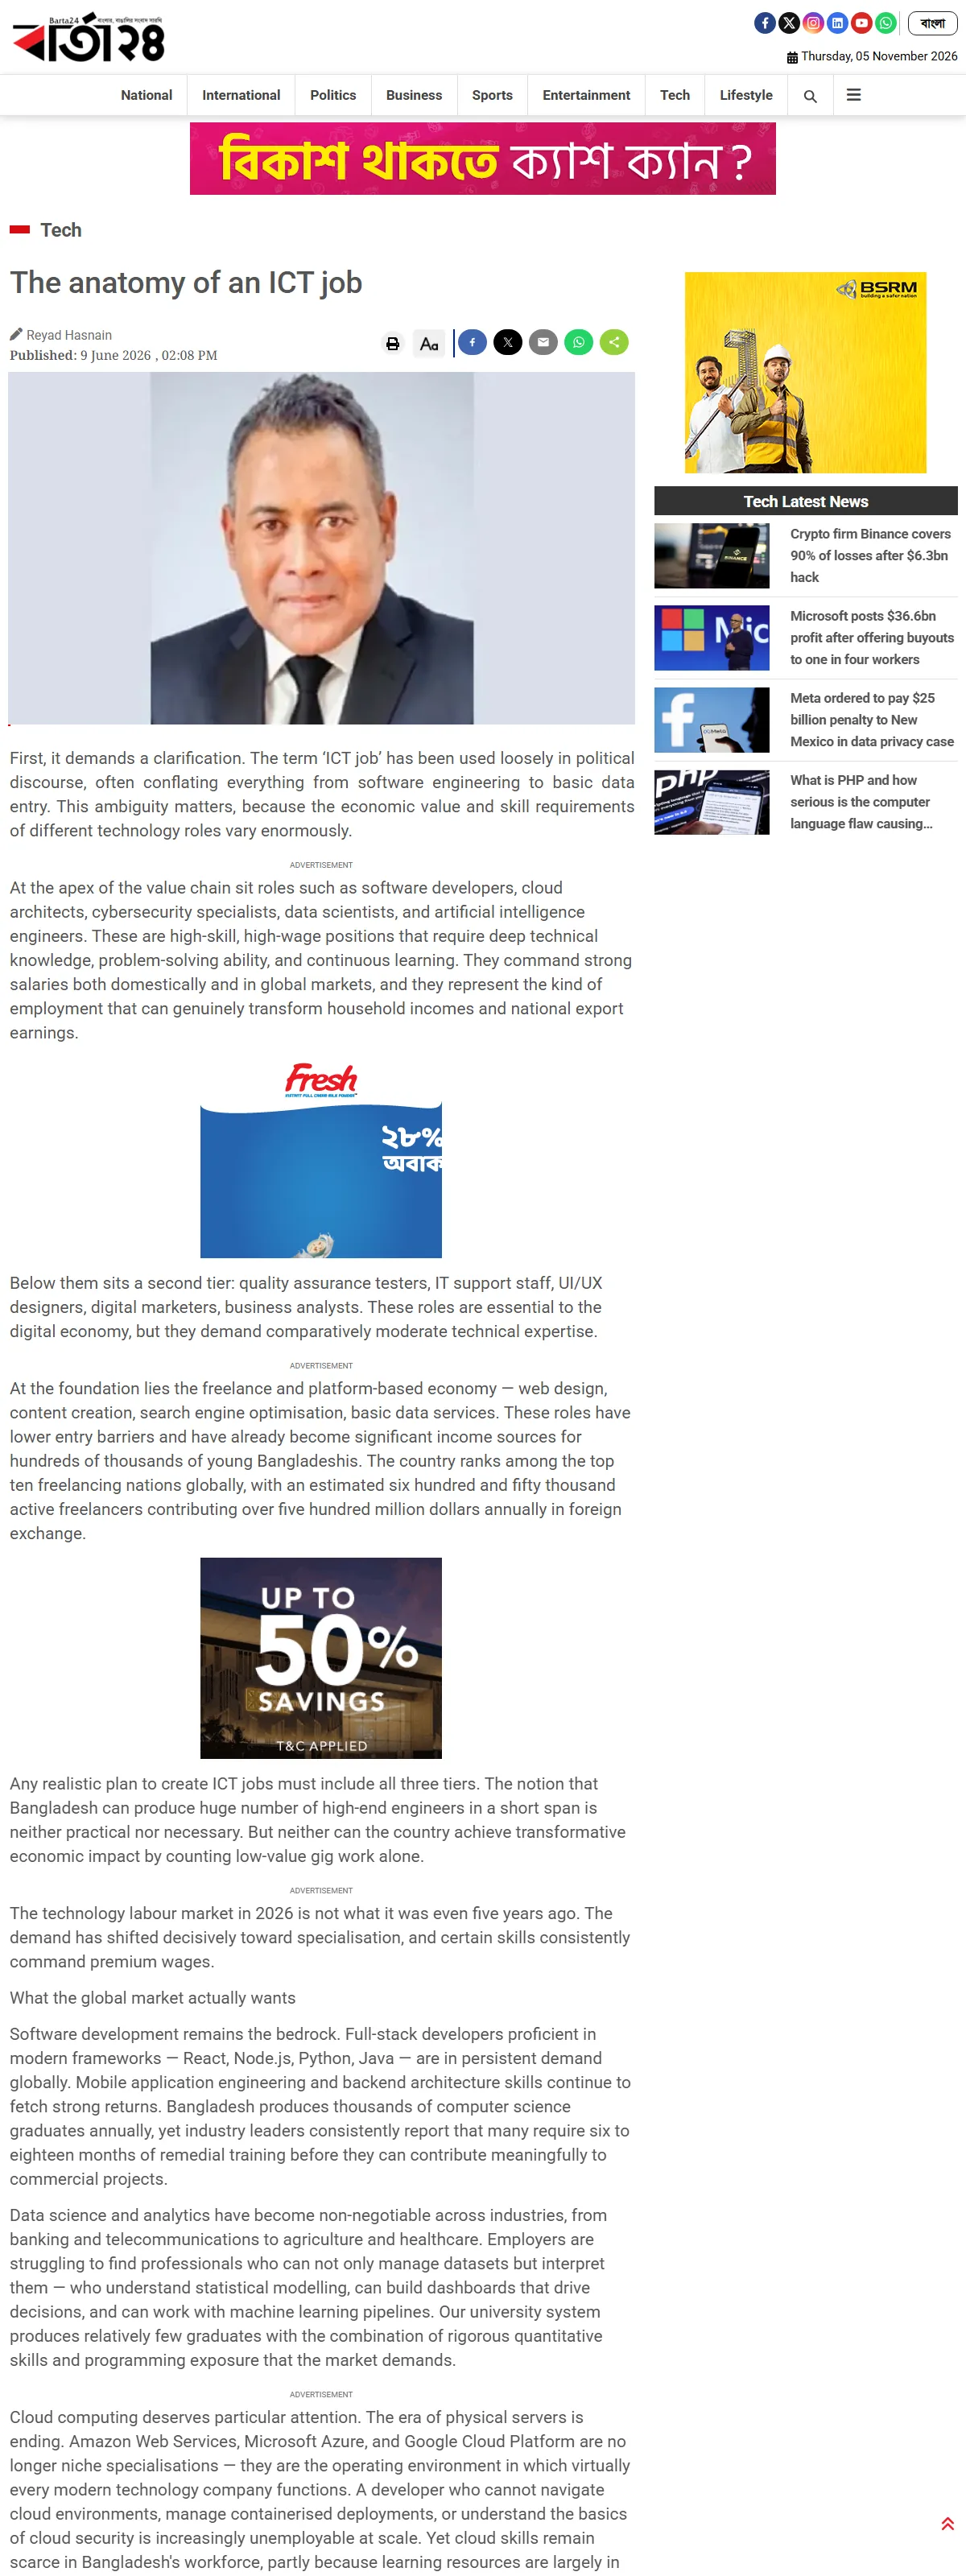 Barta24
বার্তা২৪
বাংলা
Thursday, 05 November 2026
National
International
Politics
Business
Sports
Entertainment
Tech
Lifestyle
বিকাশ থাকতে ক্যাশ ক্যান?
Tech
The anatomy of an ICT job
Reyad Hasnain
Published: 9 June 2026 , 02:08 PM
Aa
BSRM
building a safer nation
Tech Latest News
BINANCE
Crypto firm Binance covers
90% of losses after $6.3bn
hack
Mic
Microsoft posts $36.6bn
profit after offering buyouts
to one in four workers
Meta
Meta ordered to pay $25
billion penalty to New
Mexico in data privacy case
PHP
What is PHP and how
serious is the computer
language flaw causing...
First, it demands a clarification. The term ‘ICT job’ has been used loosely in political
discourse, often conflating everything from software engineering to basic data
entry. This ambiguity matters, because the economic value and skill requirements
of different technology roles vary enormously.
ADVERTISEMENT
At the apex of the value chain sit roles such as software developers, cloud
architects, cybersecurity specialists, data scientists, and artificial intelligence
engineers. These are high-skill, high-wage positions that require deep technical
knowledge, problem-solving ability, and continuous learning. They command strong
salaries both domestically and in global markets, and they represent the kind of
employment that can genuinely transform household incomes and national export
earnings.
Fresh
INSTANT FULL CREAM MILK POWDER
২৮%
অবাক
Below them sits a second tier: quality assurance testers, IT support staff, UI/UX
designers, digital marketers, business analysts. These roles are essential to the
digital economy, but they demand comparatively moderate technical expertise.
ADVERTISEMENT
At the foundation lies the freelance and platform-based economy — web design,
content creation, search engine optimisation, basic data services. These roles have
lower entry barriers and have already become significant income sources for
hundreds of thousands of young Bangladeshis. The country ranks among the top
ten freelancing nations globally, with an estimated six hundred and fifty thousand
active freelancers contributing over five hundred million dollars annually in foreign
exchange.
UP TO
50%
SAVINGS
T&C APPLIED
Any realistic plan to create ICT jobs must include all three tiers. The notion that
Bangladesh can produce huge number of high-end engineers in a short span is
neither practical nor necessary. But neither can the country achieve transformative
economic impact by counting low-value gig work alone.
ADVERTISEMENT
The technology labour market in 2026 is not what it was even five years ago. The
demand has shifted decisively toward specialisation, and certain skills consistently
command premium wages.
What the global market actually wants
Software development remains the bedrock. Full-stack developers proficient in
modern frameworks — React, Node.js, Python, Java — are in persistent demand
globally. Mobile application engineering and backend architecture skills continue to
fetch strong returns. Bangladesh produces thousands of computer science
graduates annually, yet industry leaders consistently report that many require six to
eighteen months of remedial training before they can contribute meaningfully to
commercial projects.
Data science and analytics have become non-negotiable across industries, from
banking and telecommunications to agriculture and healthcare. Employers are
struggling to find professionals who can not only manage datasets but interpret
them — who understand statistical modelling, can build dashboards that drive
decisions, and can work with machine learning pipelines. Our university system
produces relatively few graduates with the combination of rigorous quantitative
skills and programming exposure that the market demands.
ADVERTISEMENT
Cloud computing deserves particular attention. The era of physical servers is
ending. Amazon Web Services, Microsoft Azure, and Google Cloud Platform are no
longer niche specialisations — they are the operating environment in which virtually
every modern technology company functions. A developer who cannot navigate
cloud environments, manage containerised deployments, or understand the basics
of cloud security is increasingly unemployable at scale. Yet cloud skills remain
scarce in Bangladesh's workforce, partly because learning resources are largely in